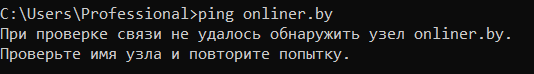 C:\Users\Professional>ping onliner.by
При проверке связи не удалось обнаружить узел onliner.by.
Проверьте имя узла и повторите попытку.